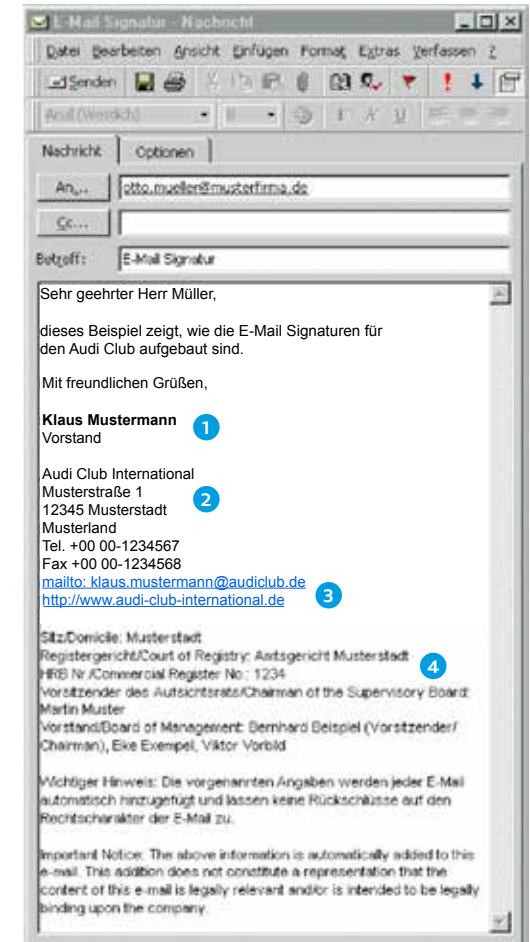 E-Mail Signatur - Nachricht
Datei Bearbeiten Ansicht Einfügen Format Extras Verfassen ?
Senden
Arial (Westlich)
F K U
Nachricht Optionen
An... otto.mueller@musterfirma.de
Cc...
Betreff: E-Mail Signatur
Sehr geehrter Herr Müller,
dieses Beispiel zeigt, wie die E-Mail Signaturen für
den Audi Club aufgebaut sind.
Mit freundlichen Grüßen,
Klaus Mustermann 1
Vorstand
Audi Club International
Musterstraße 1 2
12345 Musterstadt
Musterland
Tel. +00 00-1234567
Fax +00 00-1234568
mailto: klaus.mustermann@audiclub.de
http://www.audi-club-international.de 3
Sitz/Domicile: Musterstadt
Registergericht/Court of Registry: Amtsgericht Musterstadt 4
HRB Nr./Commercial Register No.: 1234
Vorsitzender des Aufsichtsrats/Chairman of the Supervisory Board:
Martin Muster
Vorstand/Board of Management: Bernhard Beispiel (Vorsitzender/
Chairman), Eike Exempel, Viktor Vorbild
Wichtiger Hinweis: Die vorgenannten Angaben werden jeder E-Mail
automatisch hinzugefügt und lassen keine Rückschlüsse auf den
Rechtscharakter der E-Mail zu.
Important Notice: The above information is automatically added to this
e-mail. This addition does not constitute a representation that the
content of this e-mail is legally relevant and/or is intended to be legally
binding upon the company.